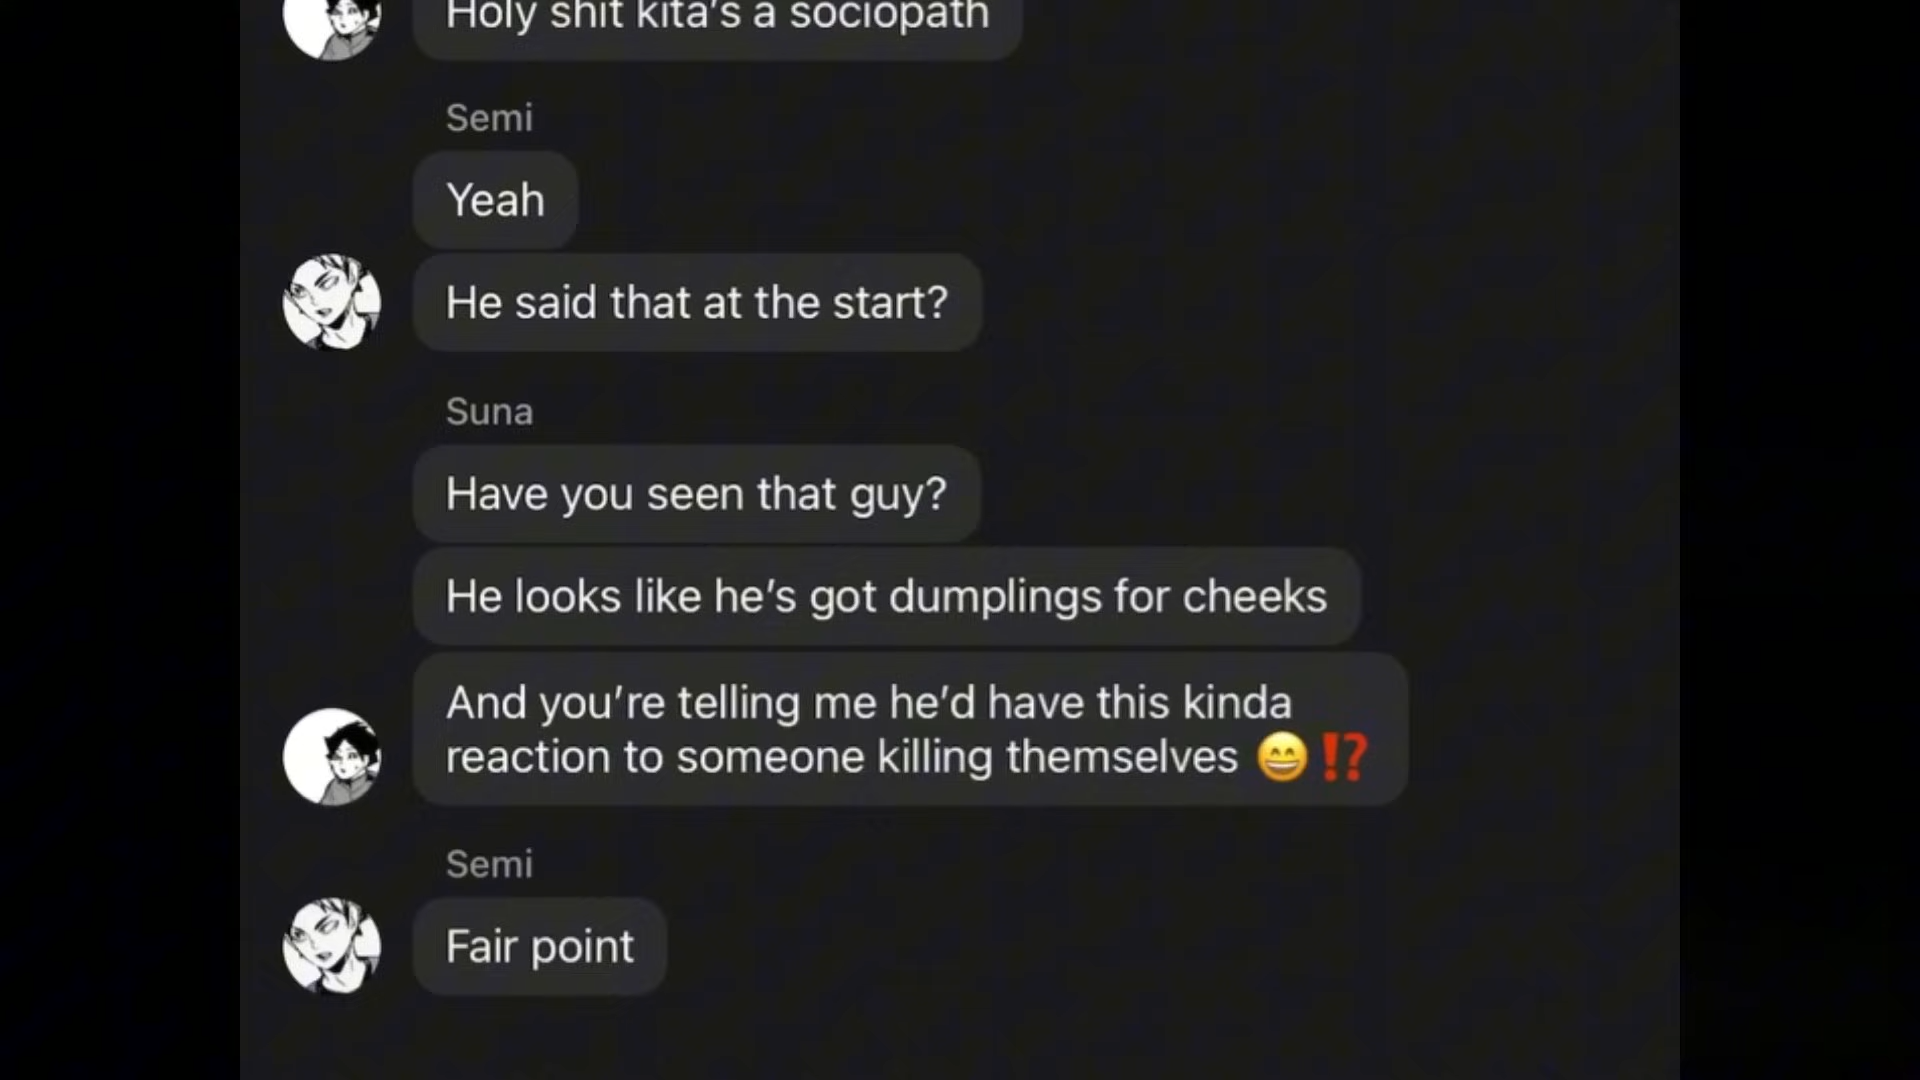 Holy shit kita's a sociopath
Semi
Yeah
He said that at the start?
Suna
Have you seen that guy?
He looks like he's got dumplings for cheeks
And you're telling me he'd have this kinda
reaction to someone killing themselves 😄⁉️
Semi
Fair point